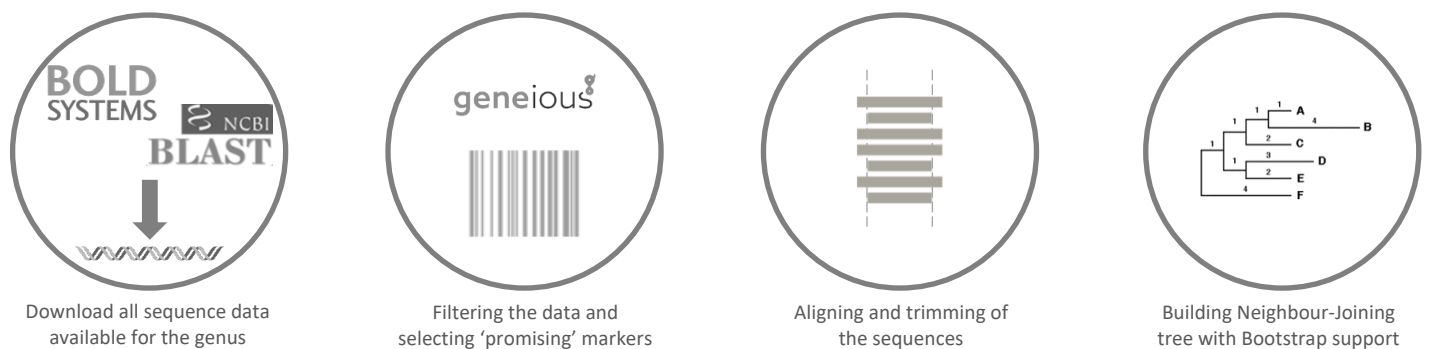 BOLD
SYSTEMS
NCBI
BLAST
Download all sequence data
available for the genus
geneious
Filtering the data and
selecting ‘promising’ markers
Aligning and trimming of
the sequences
1
A
1
4
B
1
2
C
1
3
D
1
2
E
4
F
Building Neighbour-Joining
tree with Bootstrap support